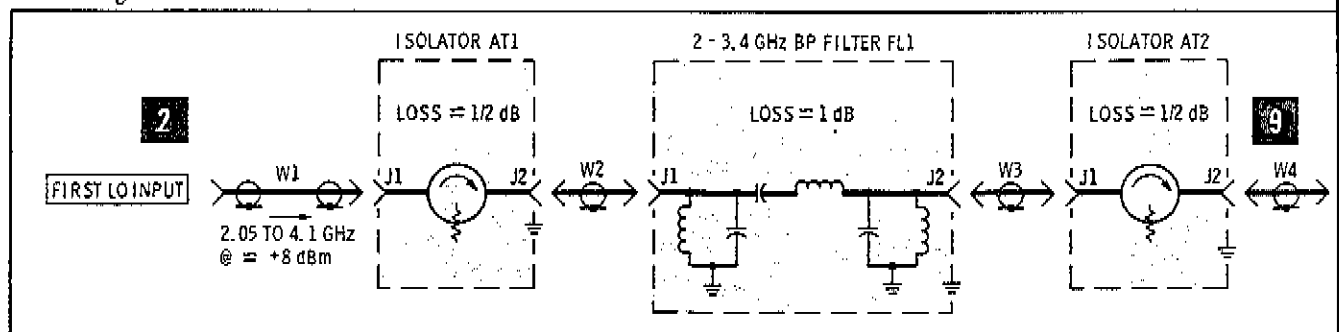 ISOLATOR AT1
2 - 3.4 GHz BP FILTER FL1
ISOLATOR AT2
2
LOSS ≈ 1/2 dB
LOSS ≈ 1 dB
LOSS ≈ 1/2 dB
9
FIRST LO INPUT
W1
J1
J2
W2
J1
J2
W3
J1
J2
W4
2.05 TO 4.1 GHz
@ ≈ +8 dBm